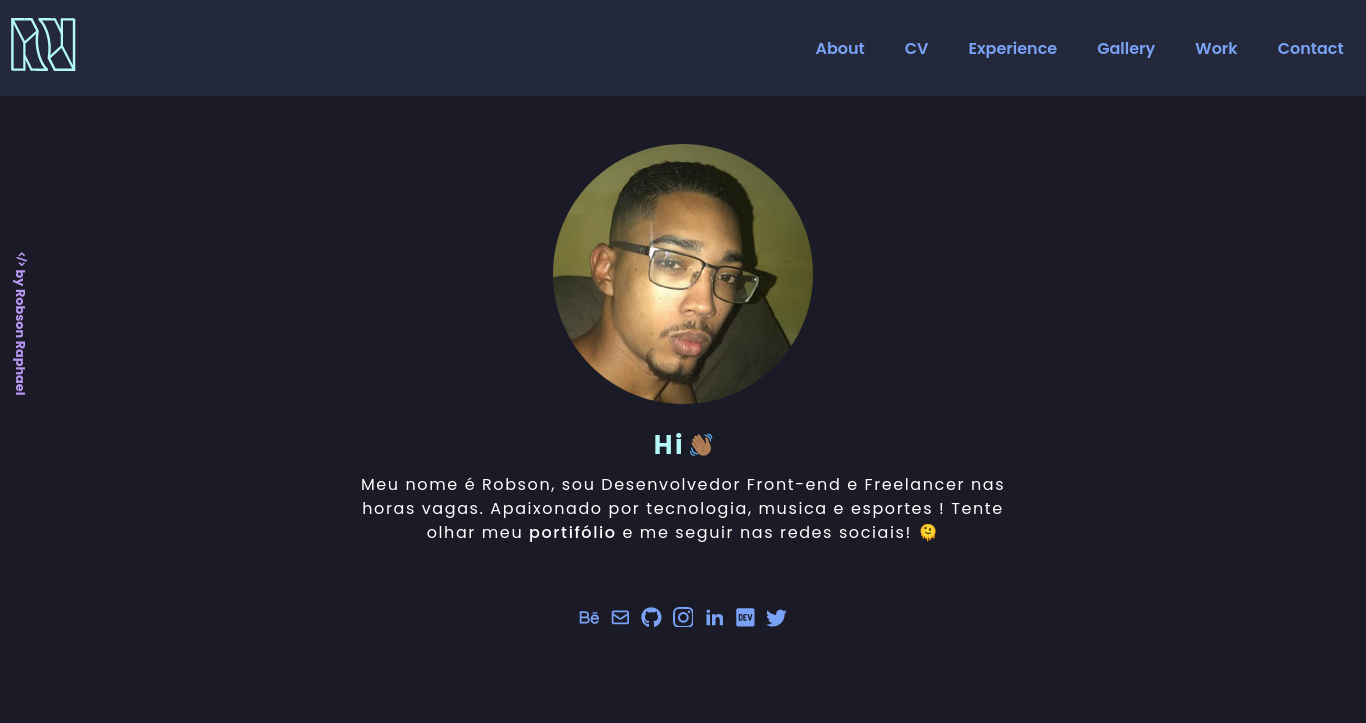 About CV Experience Gallery Work Contact
</> by Robson Raphael
Hi 👋🏽
Meu nome é Robson, sou Desenvolvedor Front-end e Freelancer nas
horas vagas. Apaixonado por tecnologia, musica e esportes ! Tente
olhar meu portifólio e me seguir nas redes sociais! 🫠
Bē in DEV